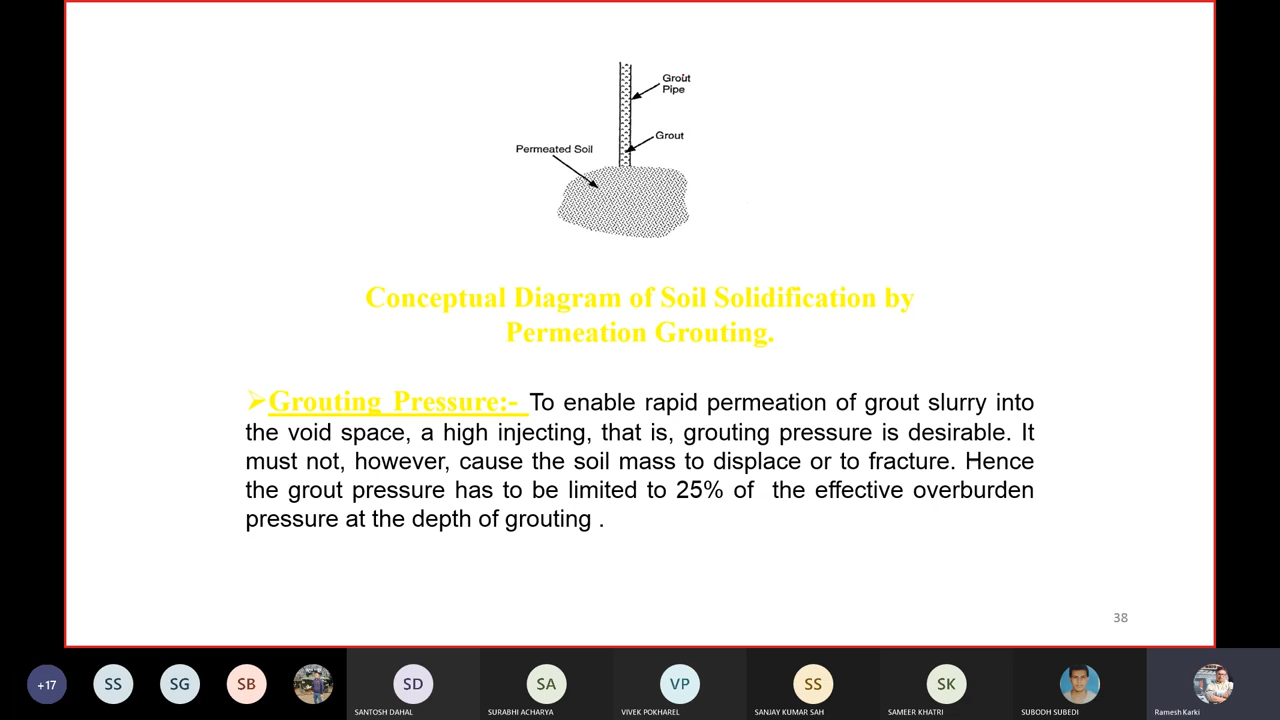 Grout
Pipe
Grout
Permeated Soil
Conceptual Diagram of Soil Solidification by
Permeation Grouting.
➢Grouting Pressure:- To enable rapid permeation of grout slurry into
the void space, a high injecting, that is, grouting pressure is desirable. It
must not, however, cause the soil mass to displace or to fracture. Hence
the grout pressure has to be limited to 25% of the effective overburden
pressure at the depth of grouting .
38
+17 SS SG SB SD SA VP SS SK
SANTOSH DAHAL SURABHI ACHARYA VIVEK POKHAREL SANJAY KUMAR SAH SAMEER KHATRI SUBODH SUBEDI Ramesh Karki